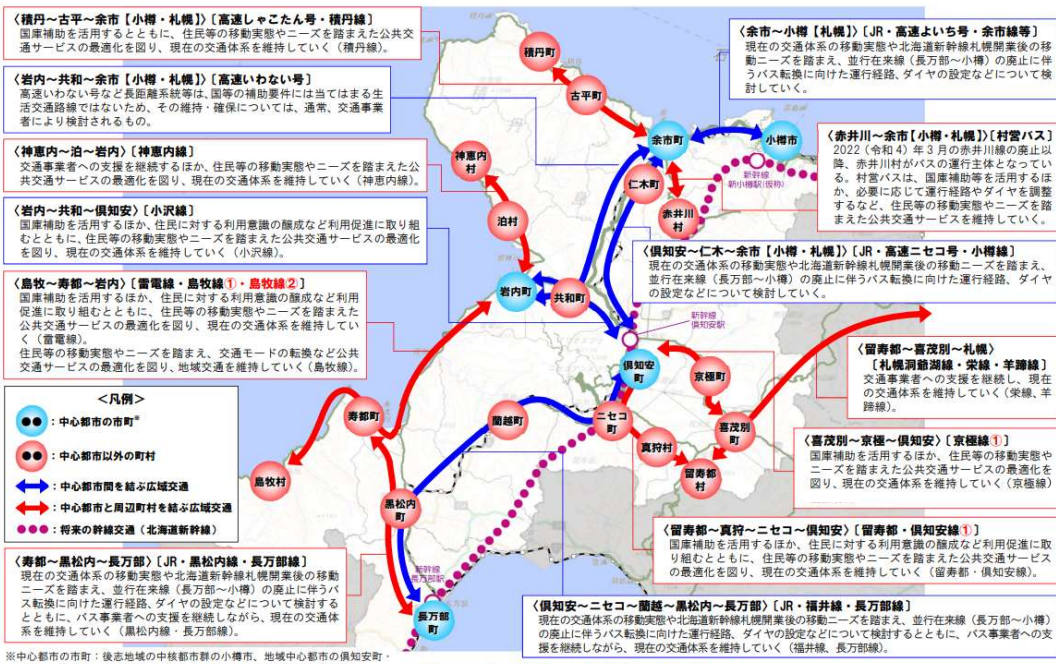 〈積丹～古平～余市【小樽・札幌】〉〔高速しゃこたん号・積丹線〕
国庫補助を活用するとともに、住民等の移動実態やニーズを踏まえた公共交
通サービスの最適化を図り、現在の交通体系を維持していく（積丹線）。
〈岩内～共和～余市【小樽・札幌】〉〔高速いわない号〕
高速いわない号など長距離系統等は、国等の補助要件には当てはまる生
活交通路線ではないため、その維持・確保については、通常、交通事業
者により検討されるもの。
〈神恵内～泊～岩内〉〔神恵内線〕
交通事業者への支援を継続するほか、住民等の移動実態やニーズを踏まえた公
共交通サービスの最適化を図り、現在の交通体系を維持していく（神恵内線）。
〈岩内～共和～倶知安〉〔小沢線〕
国庫補助を活用するほか、住民に対する利用意識の醸成など利用促進に取り組
むとともに、住民等の移動実態やニーズを踏まえた公共交通サービスの最適化
を図り、現在の交通体系を維持していく（小沢線）。
〈島牧～寿都～岩内〉〔雷電線・島牧線①・島牧線②〕
国庫補助を活用するほか、住民に対する利用意識の醸成など利用
促進に取り組むとともに、住民等の移動実態やニーズを踏まえた
公共交通サービスの最適化を図り、現在の交通体系を維持してい
く（雷電線）。
住民等の移動実態やニーズを踏まえ、交通モードの転換など公共
交通サービスの最適化を図り、地域交通を維持していく（島牧線）。
＜凡例＞
●● ：中心都市の市町※
●● ：中心都市以外の町村
：中心都市間を結ぶ広域交通
：中心都市と周辺町村を結ぶ広域交通
：将来の幹線交通（北海道新幹線）
〈寿都～黒松内～長万部〉〔JR・黒松内線・長万部線〕
現在の交通体系の移動実態や北海道新幹線札幌開業後の移動
ニーズを踏まえ、並行在来線（長万部～小樽）の廃止に伴うバ
ス転換に向けた運行経路、ダイヤの設定などについて検討する
とともに、バス事業者への支援を継続しながら、現在の交通体
系を維持していく（黒松内線・長万部線）。
※中心都市の市町：後志地域の中核都市群の小樽市、地域中心都市の倶知安町・
積丹町
古平町
余市町
小樽市
神恵内
村
仁木町
新幹線
新小樽駅(仮称)
泊村
赤井川
村
岩内町
共和町
新幹線
倶知安駅
倶知安
町
京極町
寿都町
蘭越町
ニセコ
町
喜茂別
町
真狩村
留寿都
村
島牧村
黒松内
町
新幹線
長万部駅
長万部
町
〈余市～小樽【札幌】〉〔JR・高速よいち号・余市線等〕
現在の交通体系の移動実態や北海道新幹線札幌開業後の移
動ニーズを踏まえ、並行在来線（長万部～小樽）の廃止に伴
うバス転換に向けた運行経路、ダイヤの設定などについて検
討していく。
〈赤井川～余市【小樽・札幌】〉〔村営バス〕
2022（令和４）年３月の赤井川線の廃止以
降、赤井川村がバスの運行主体となってい
る。村営バスは、国庫補助等を活用するほ
か、必要に応じて運行経路やダイヤを調整
するなど、住民等の移動実態やニーズを踏
まえた公共交通サービスを維持していく。
〈倶知安～仁木～余市【小樽・札幌】〉〔JR・高速ニセコ号・小樽線〕
現在の交通体系の移動実態や北海道新幹線札幌開業後の移動ニーズを踏まえ、
並行在来線（長万部～小樽）の廃止に伴うバス転換に向けた運行経路、ダイヤ
の設定などについて検討していく。
〈留寿都～喜茂別～札幌〉
〔札幌洞爺湖線・栄線・羊蹄線〕
交通事業者への支援を継続し、現在
の交通体系を維持していく（栄線、羊
蹄線）。
〈喜茂別～京極～倶知安〉〔京極線①〕
国庫補助を活用するほか、住民等の移動実態やニー
ズを踏まえた公共交通サービスの最適化を図
り、現在の交通体系を維持していく（京極線）
〈留寿都～真狩～ニセコ～倶知安〉〔留寿都・倶知安線①〕
国庫補助を活用するほか、住民に対する利用意識の醸成など利用促進に取
り組むとともに、住民等の移動実態やニーズを踏まえた公共交通サービス
の最適化を図り、現在の交通体系を維持していく（留寿都・倶知安線）。
〈倶知安～ニセコ～蘭越～黒松内～長万部〉〔JR・福井線・長万部線〕
現在の交通体系の移動実態や北海道新幹線札幌開業後の移動ニーズを踏まえ、並行在来線（長万部～小樽）
の廃止に伴うバス転換に向けた運行経路、ダイヤの設定などについて検討するとともに、バス事業者への支
援を継続しながら、現在の交通体系を維持していく（福井線、長万部線）。